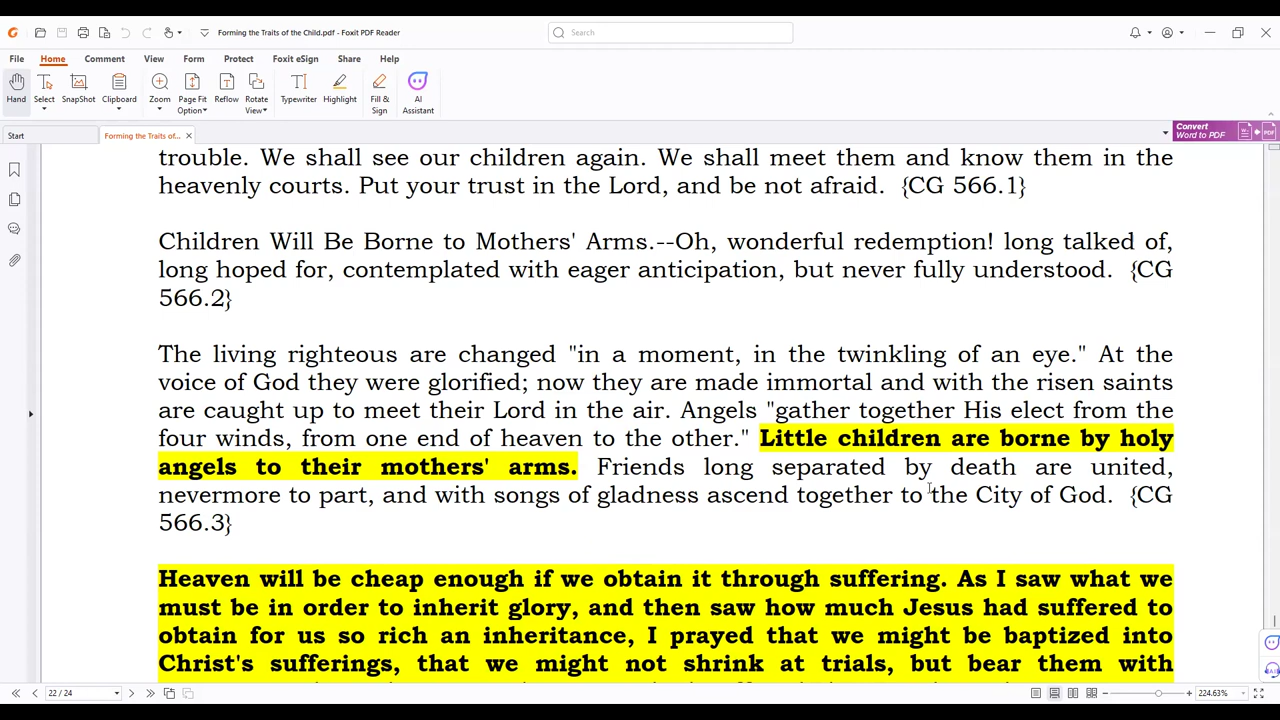 Forming the Traits of the Child.pdf - Foxit PDF Reader
Search
File Home Comment View Form Protect Foxit eSign Share Help
Hand Select SnapShot Clipboard Zoom Page Fit Option Reflow Rotate View Typewriter Highlight Fill & Sign AI Assistant
Start Forming the Traits of...
Convert
Word to PDF
trouble. We shall see our children again. We shall meet them and know them in the
heavenly courts. Put your trust in the Lord, and be not afraid. {CG 566.1}
Children Will Be Borne to Mothers' Arms.--Oh, wonderful redemption! long talked of,
long hoped for, contemplated with eager anticipation, but never fully understood. {CG
566.2}
The living righteous are changed "in a moment, in the twinkling of an eye." At the
voice of God they were glorified; now they are made immortal and with the risen saints
are caught up to meet their Lord in the air. Angels "gather together His elect from the
four winds, from one end of heaven to the other." Little children are borne by holy
angels to their mothers' arms. Friends long separated by death are united,
nevermore to part, and with songs of gladness ascend together to the City of God. {CG
566.3}
Heaven will be cheap enough if we obtain it through suffering. As I saw what we
must be in order to inherit glory, and then saw how much Jesus had suffered to
obtain for us so rich an inheritance, I prayed that we might be baptized into
Christ's sufferings, that we might not shrink at trials, but bear them with
22 / 24
224.63%